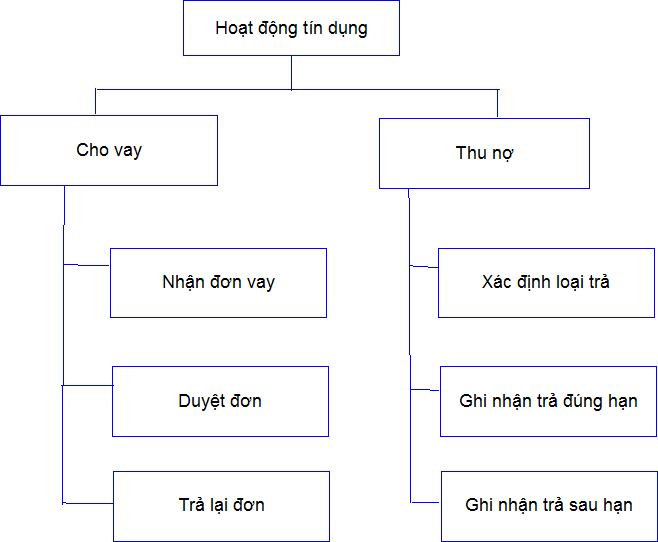 Hoạt động tín dụng
Cho vay
Thu nợ
Nhận đơn vay
Xác định loại trả
Duyệt đơn
Ghi nhận trả đúng hạn
Trả lại đơn
Ghi nhận trả sau hạn